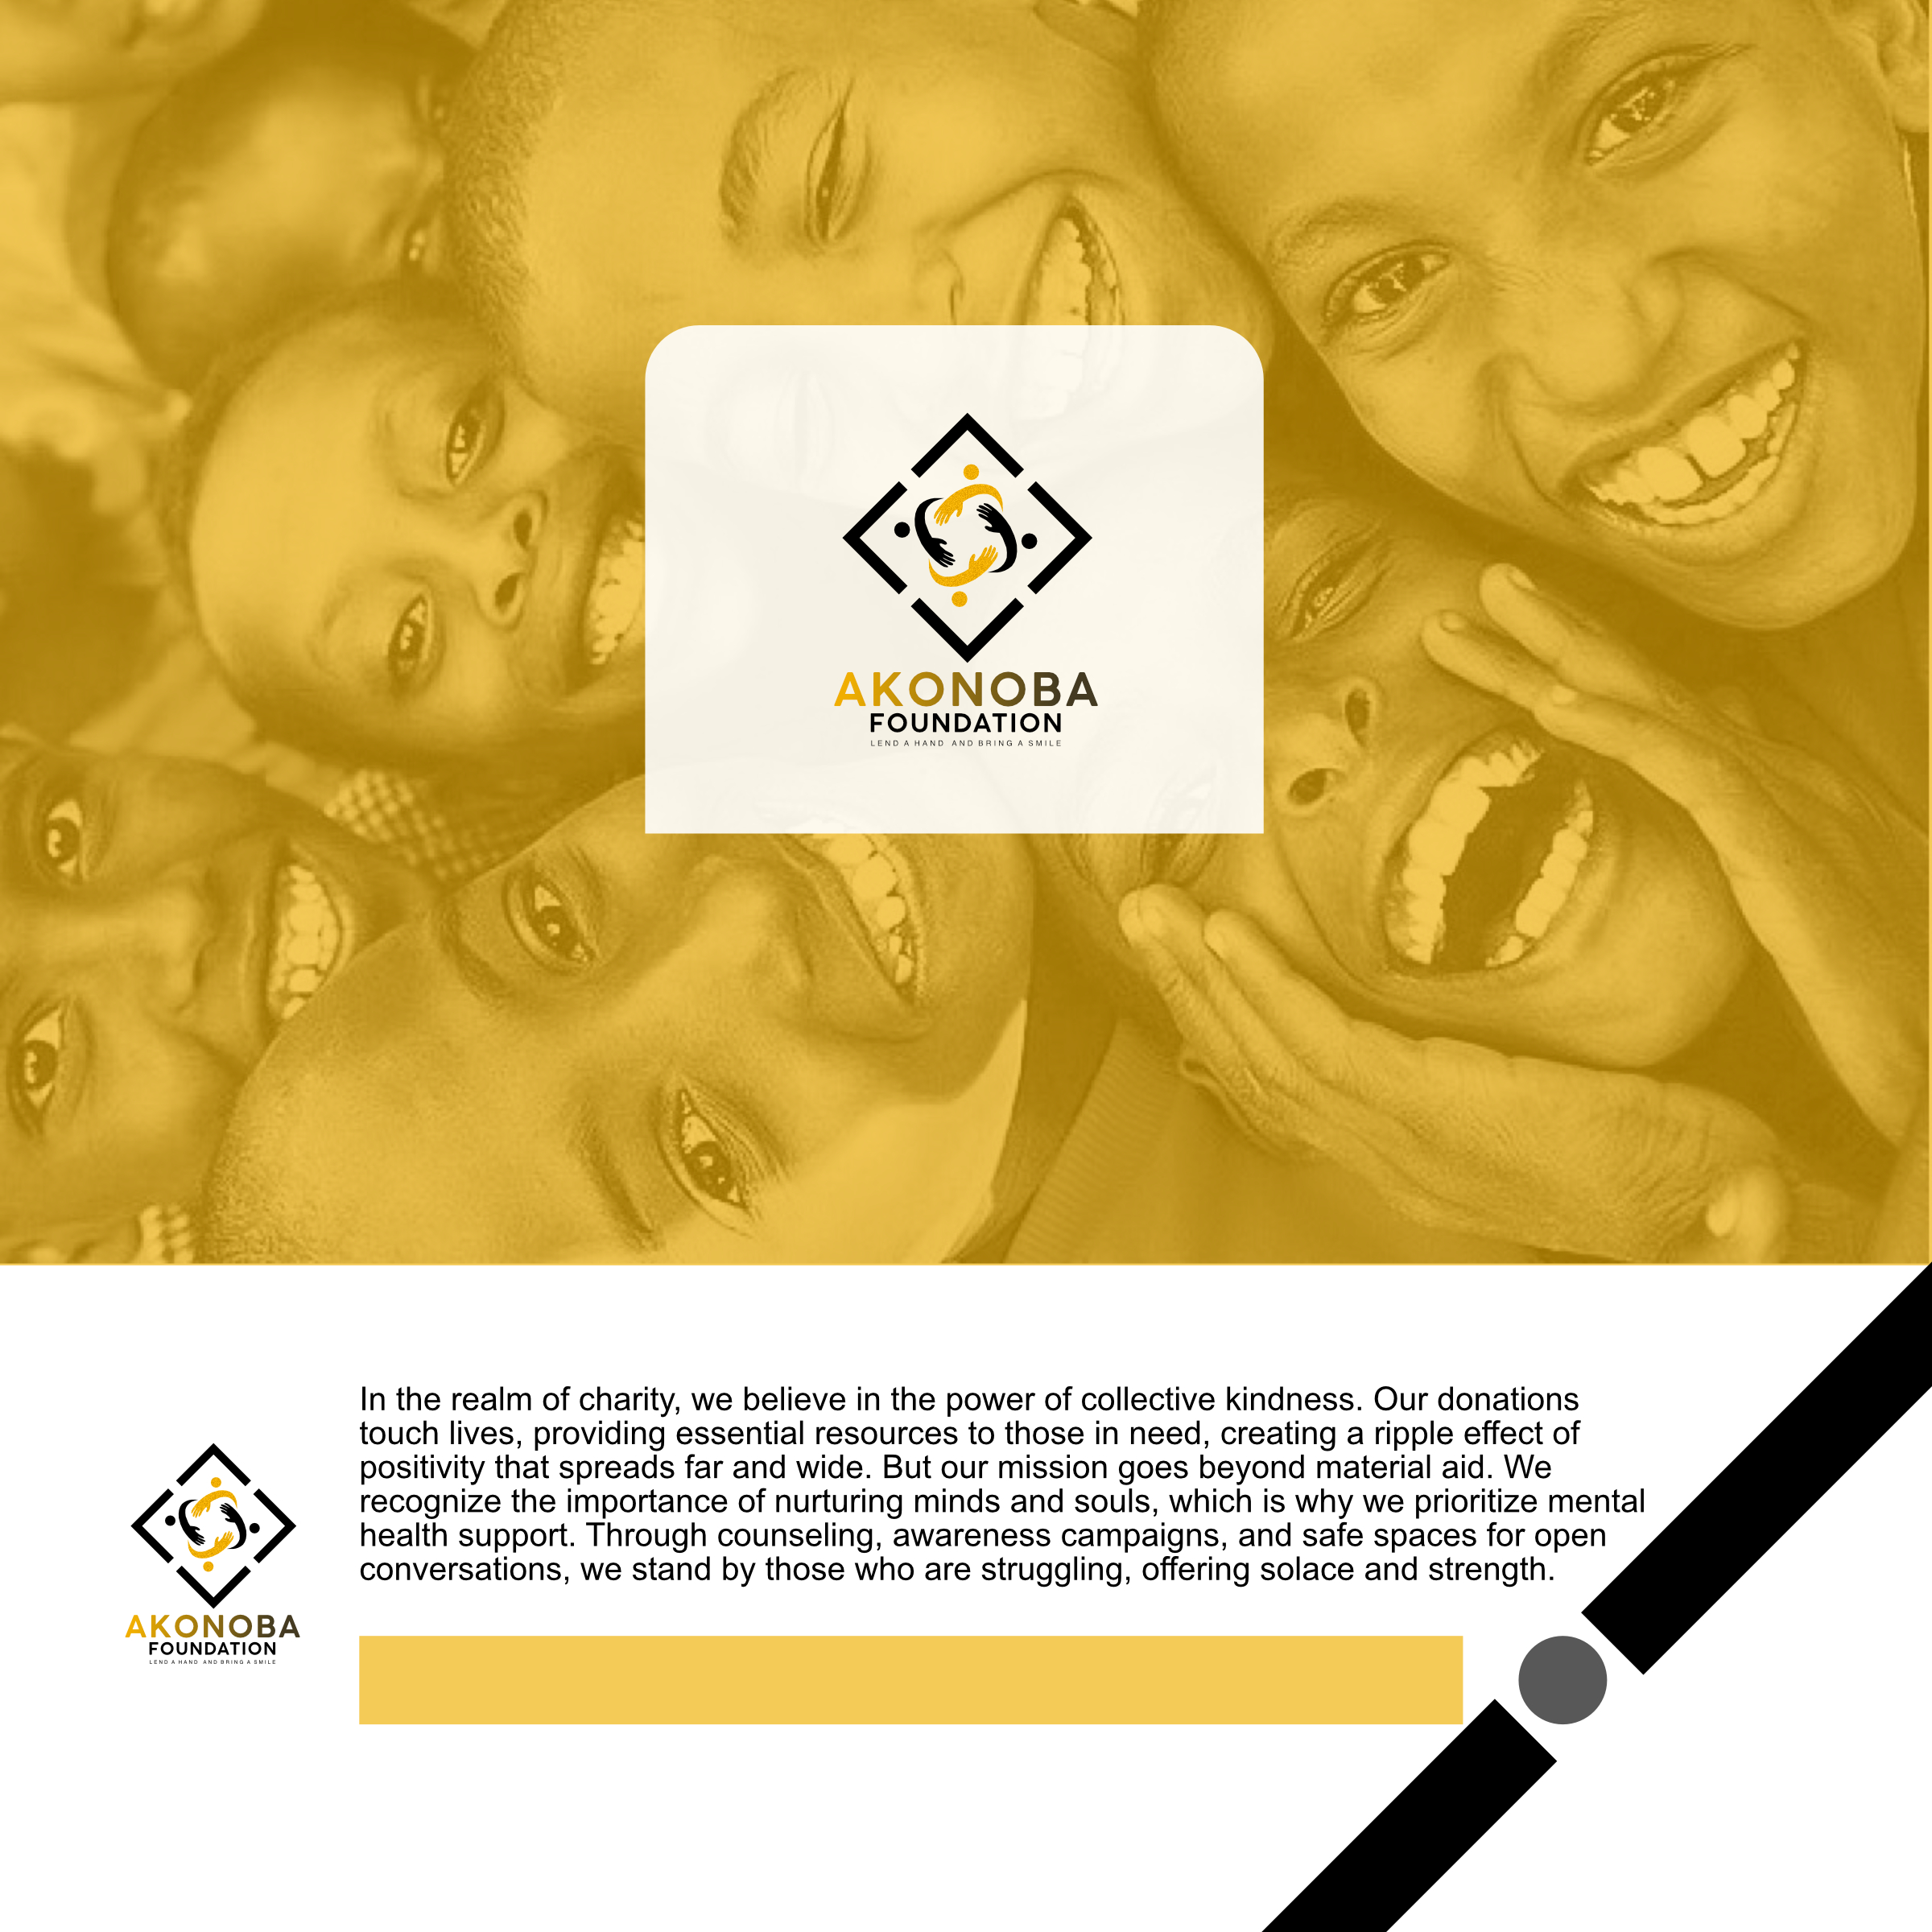 AKONOBA
FOUNDATION
LEND A HAND AND BRING A SMILE
In the realm of charity, we believe in the power of collective kindness. Our donations
touch lives, providing essential resources to those in need, creating a ripple effect of
positivity that spreads far and wide. But our mission goes beyond material aid. We
recognize the importance of nurturing minds and souls, which is why we prioritize mental
health support. Through counseling, awareness campaigns, and safe spaces for open
conversations, we stand by those who are struggling, offering solace and strength.
AKONOBA
FOUNDATION
LEND A HAND AND BRING A SMILE